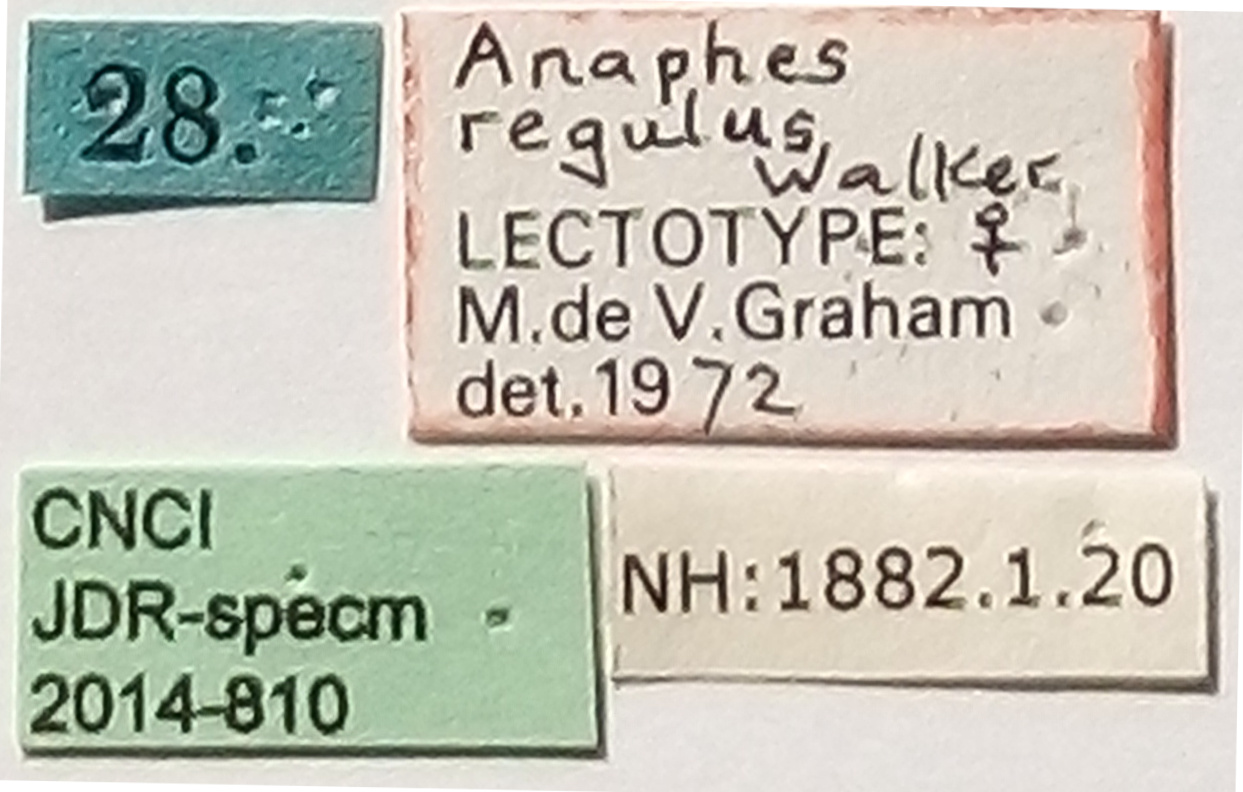 28.
Anaphes
regulus
Walker
LECTOTYPE: ♀
M.de V.Graham
det.1972
CNCI
JDR-specm
2014-810
NH:1882.1.20